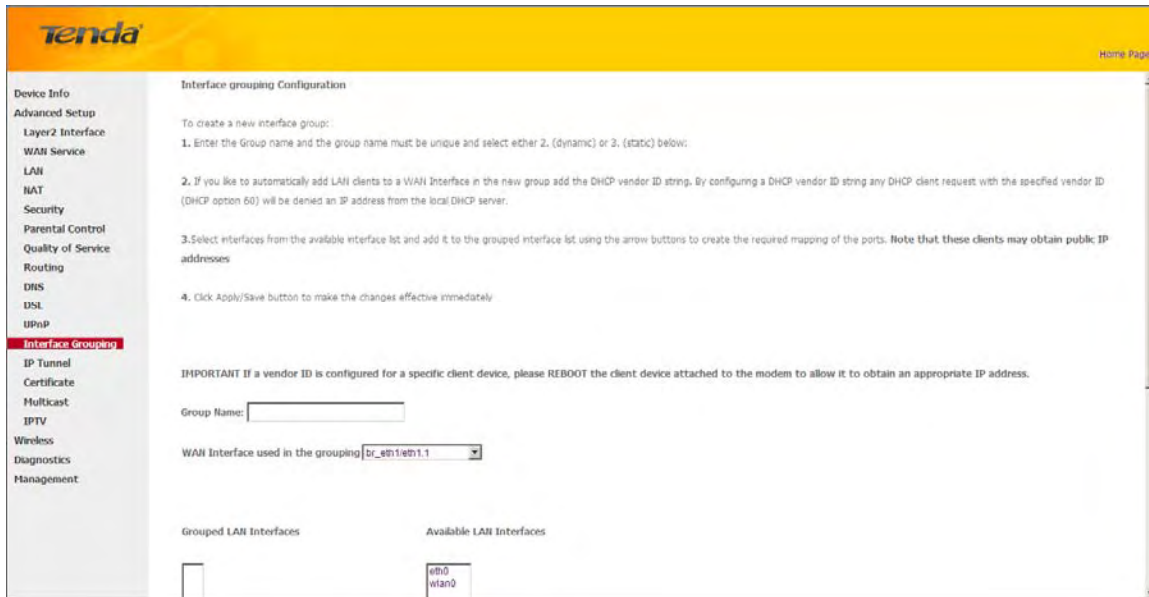 Tenda
Home Page
Device Info
Advanced Setup
Layer2 Interface
WAN Service
LAN
NAT
Security
Parental Control
Quality of Service
Routing
DNS
DSL
UPnP
Interface Grouping
IP Tunnel
Certificate
Multicast
IPTV
Wireless
Diagnostics
Management
Interface grouping Configuration
To create a new interface group:
1. Enter the Group name and the group name must be unique and select either 2. (dynamic) or 3. (static) below:
2. If you like to automatically add LAN clients to a WAN Interface in the new group add the DHCP vendor ID string. By configuring a DHCP vendor ID string any DHCP client request with the specified vendor ID
(DHCP option 60) will be denied an IP address from the local DHCP server.
3.Select interfaces from the available interface list and add it to the grouped interface list using the arrow buttons to create the required mapping of the ports. Note that these clients may obtain public IP
addresses
4. Click Apply/Save button to make the changes effective immediately
IMPORTANT If a vendor ID is configured for a specific client device, please REBOOT the client device attached to the modem to allow it to obtain an appropriate IP address.
Group Name:
WAN Interface used in the grouping br_eth1/eth1.1
Grouped LAN Interfaces Available LAN Interfaces
eth0
wlan0